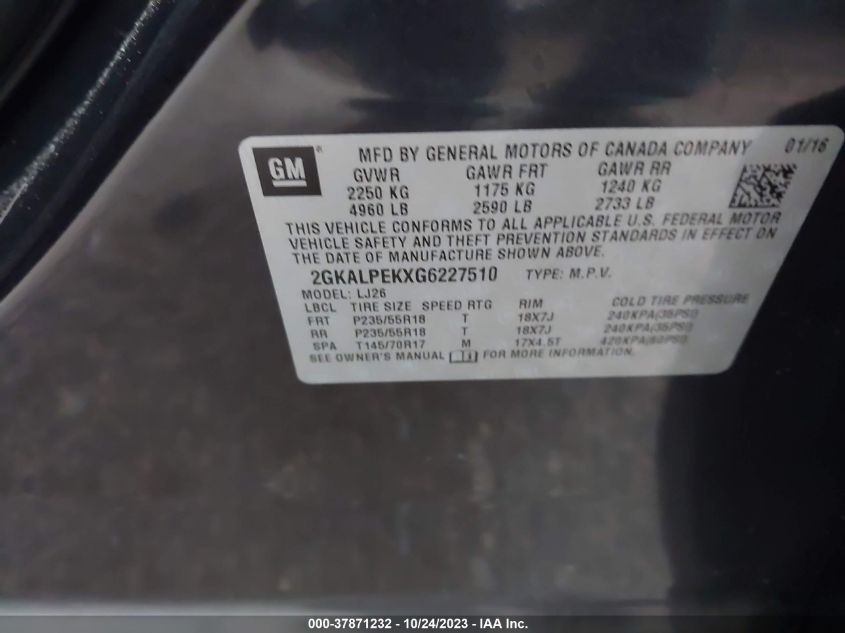 GM ® MFD BY GENERAL MOTORS OF CANADA COMPANY 01/16
GVWR GAWR FRT GAWR RR
2250 KG 1175 KG 1240 KG
4960 LB 2590 LB 2733 LB
THIS VEHICLE CONFORMS TO ALL APPLICABLE U.S. FEDERAL MOTOR
VEHICLE SAFETY AND THEFT PREVENTION STANDARDS IN EFFECT ON
THE DATE OF MANUFACTURE SHOWN ABOVE.
2GKALPEKXG6227510 TYPE: M.P.V.
MODEL: LJ26
LBCL TIRE SIZE SPEED RTG RIM COLD TIRE PRESSURE
FRT P235/55R18 T 18X7J 240KPA(35PSI)
RR P235/55R18 T 18X7J 240KPA(35PSI)
SPA T145/70R17 M 17X4.5T 420KPA(60PSI)
SEE OWNER'S MANUAL FOR MORE INFORMATION.
000-37871232 - 10/24/2023 - IAA Inc.